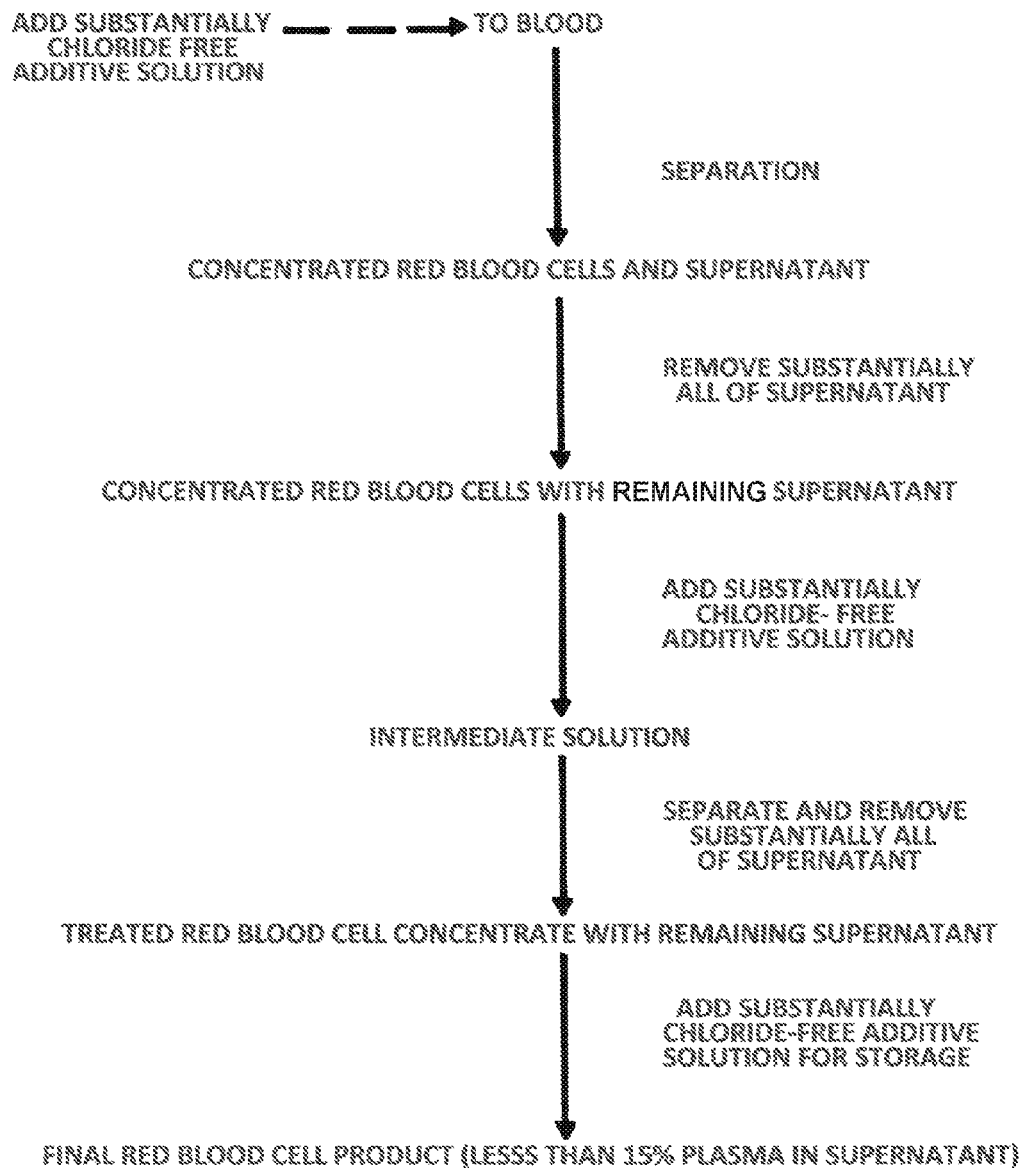 ADD SUBSTANTIALLY
CHLORIDE FREE
ADDITIVE SOLUTION
TO BLOOD
SEPARATION
CONCENTRATED RED BLOOD CELLS AND SUPERNATANT
REMOVE SUBSTANTIALLY
ALL OF SUPERNATANT
CONCENTRATED RED BLOOD CELLS WITH REMAINING SUPERNATANT
ADD SUBSTANTIALLY
CHLORIDE- FREE
ADDITIVE SOLUTION
INTERMEDIATE SOLUTION
SEPARATE AND REMOVE
SUBSTANTIALLY ALL
OF SUPERNATANT
TREATED RED BLOOD CELL CONCENTRATE WITH REMAINING SUPERNATANT
ADD SUBSTANTIALLY
CHLORIDE-FREE ADDITIVE
SOLUTION FOR STORAGE
FINAL RED BLOOD CELL PRODUCT (LESSS THAN 15% PLASMA IN SUPERNATANT)